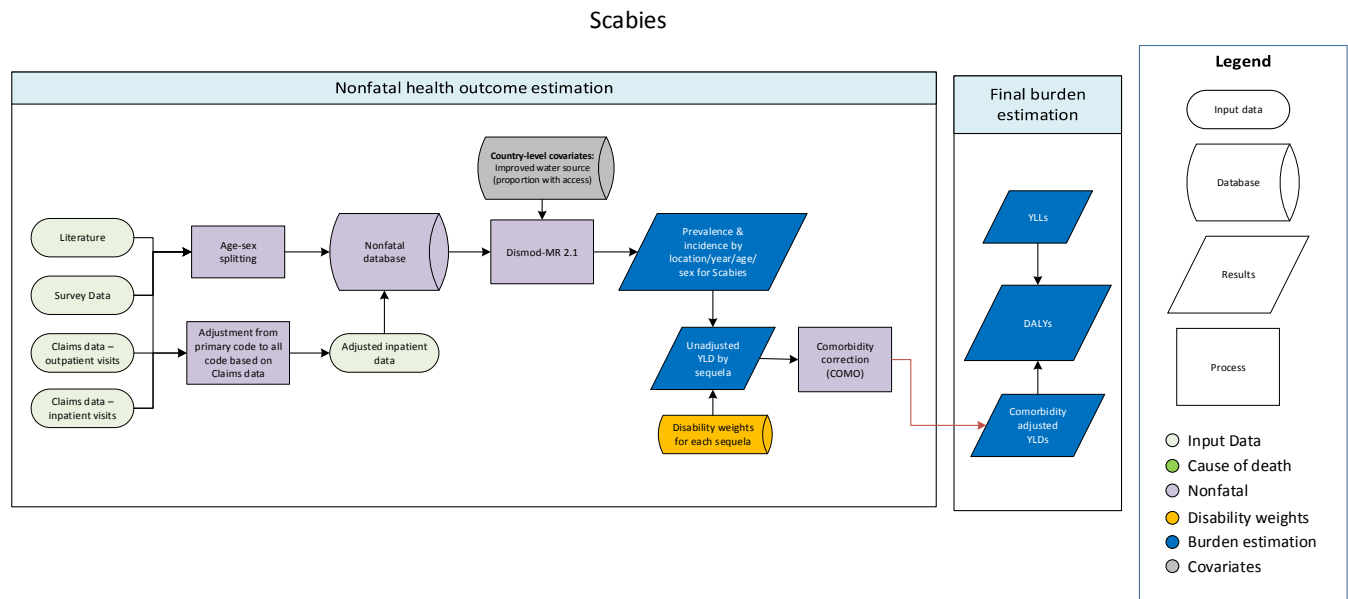 Scabies
Nonfatal health outcome estimation
Literature
Survey Data
Claims data –
outpatient visits
Claims data –
inpatient visits
Age-sex
splitting
Adjustment from
primary code to all
code based on
Claims data
Nonfatal
database
Adjusted inpatient
data
Country-level covariates:
Improved water source
(proportion with access)
Dismod-MR 2.1
Prevalence &
incidence by
location/year/age/
sex for Scabies
Unadjusted
YLD by
sequela
Disability weights
for each sequela
Comorbidity
correction
(COMO)
Final burden
estimation
YLLs
DALYs
Comorbidity
adjusted
YLDs
Legend
Input data
Database
Results
Process
Input Data
Cause of death
Nonfatal
Disability weights
Burden estimation
Covariates